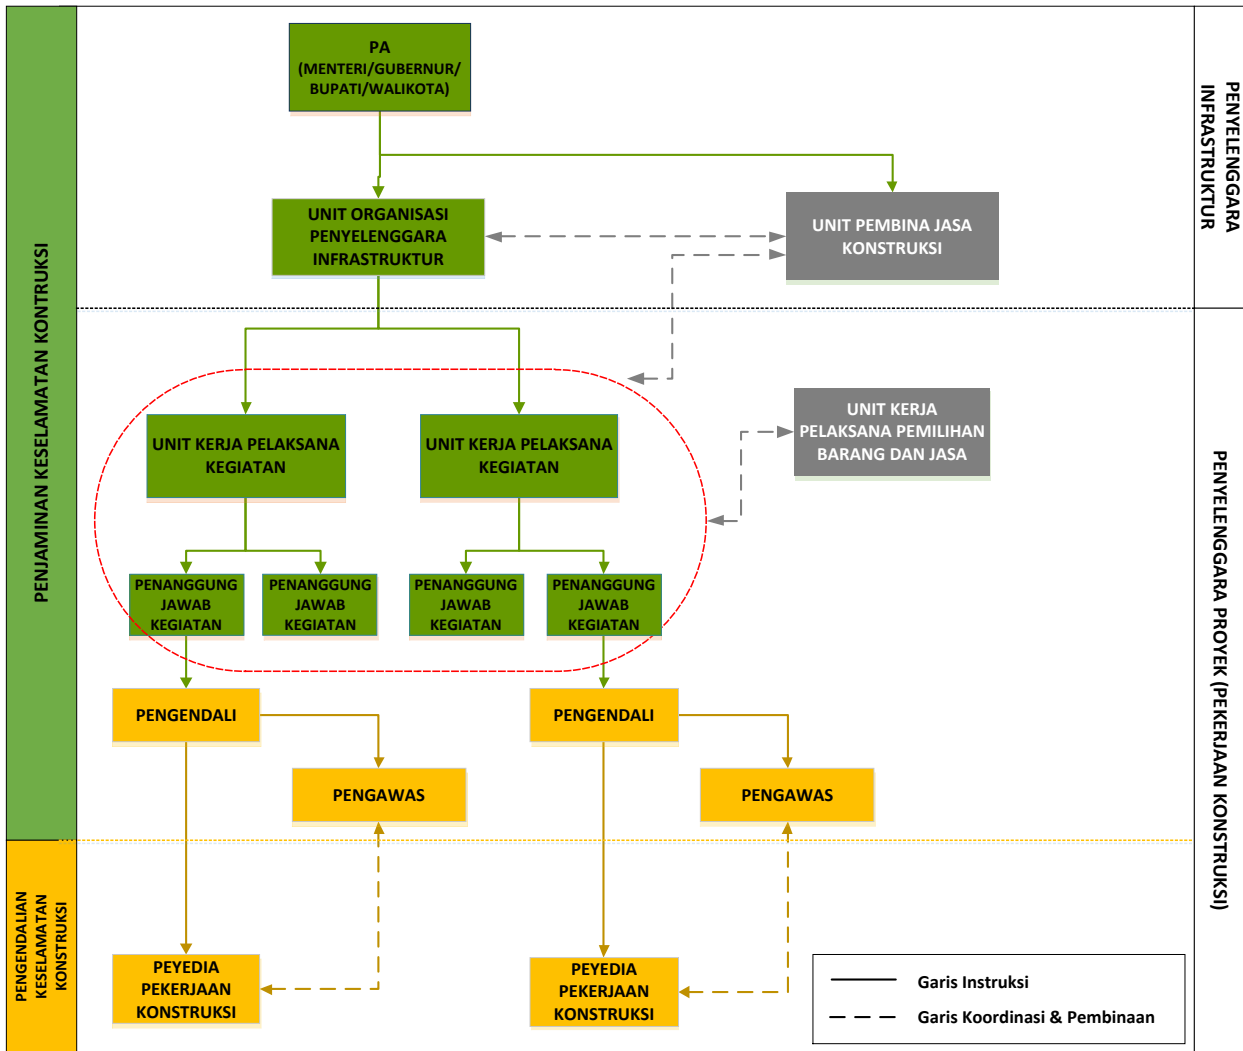 PA
(MENTERI/GUBERNUR/
BUPATI/WALIKOTA)
UNIT ORGANISASI
PENYELENGGARA
INFRASTRUKTUR
UNIT PEMBINA JASA
KONSTRUKSI
PENYELENGGARA
INFRASTRUKTUR
PENJAMINAN KESELAMATAN KONTRUKSI
UNIT KERJA PELAKSANA
KEGIATAN
UNIT KERJA PELAKSANA
KEGIATAN
UNIT KERJA
PELAKSANA PEMILIHAN
BARANG DAN JASA
PENANGGUNG
JAWAB
KEGIATAN
PENANGGUNG
JAWAB
KEGIATAN
PENANGGUNG
JAWAB
KEGIATAN
PENANGGUNG
JAWAB
KEGIATAN
PENYELENGGARA PROYEK (PEKERJAAN KONSTRUKSI)
PENGENDALI
PENGENDALI
PENGAWAS
PENGAWAS
PENGENDALIAN
KESELAMATAN
KONSTRUKSI
PEYEDIA
PEKERJAAN
KONSTRUKSI
PEYEDIA
PEKERJAAN
KONSTRUKSI
Garis Instruksi
Garis Koordinasi & Pembinaan